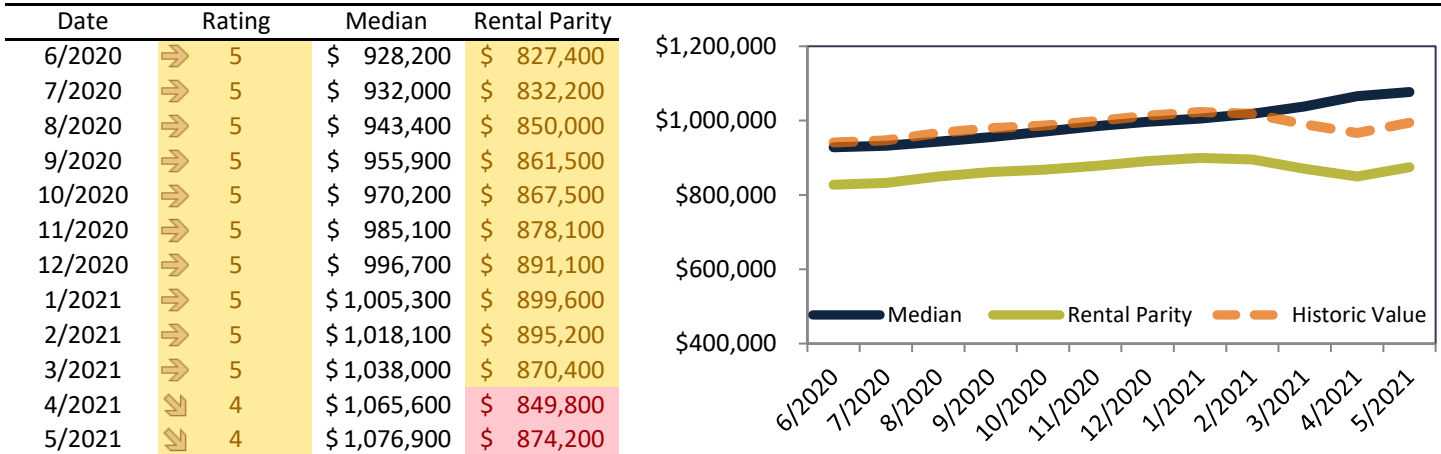 Date Rating Median Rental Parity
6/2020 5 $ 928,200 $ 827,400
7/2020 5 $ 932,000 $ 832,200
8/2020 5 $ 943,400 $ 850,000
9/2020 5 $ 955,900 $ 861,500
10/2020 5 $ 970,200 $ 867,500
11/2020 5 $ 985,100 $ 878,100
12/2020 5 $ 996,700 $ 891,100
1/2021 5 $ 1,005,300 $ 899,600
2/2021 5 $ 1,018,100 $ 895,200
3/2021 5 $ 1,038,000 $ 870,400
4/2021 4 $ 1,065,600 $ 849,800
5/2021 4 $ 1,076,900 $ 874,200
$1,200,000
$1,000,000
$800,000
$600,000
$400,000
Median Rental Parity Historic Value
6/2020 7/2020 8/2020 9/2020 10/2020 11/2020 12/2020 1/2021 2/2021 3/2021 4/2021 5/2021